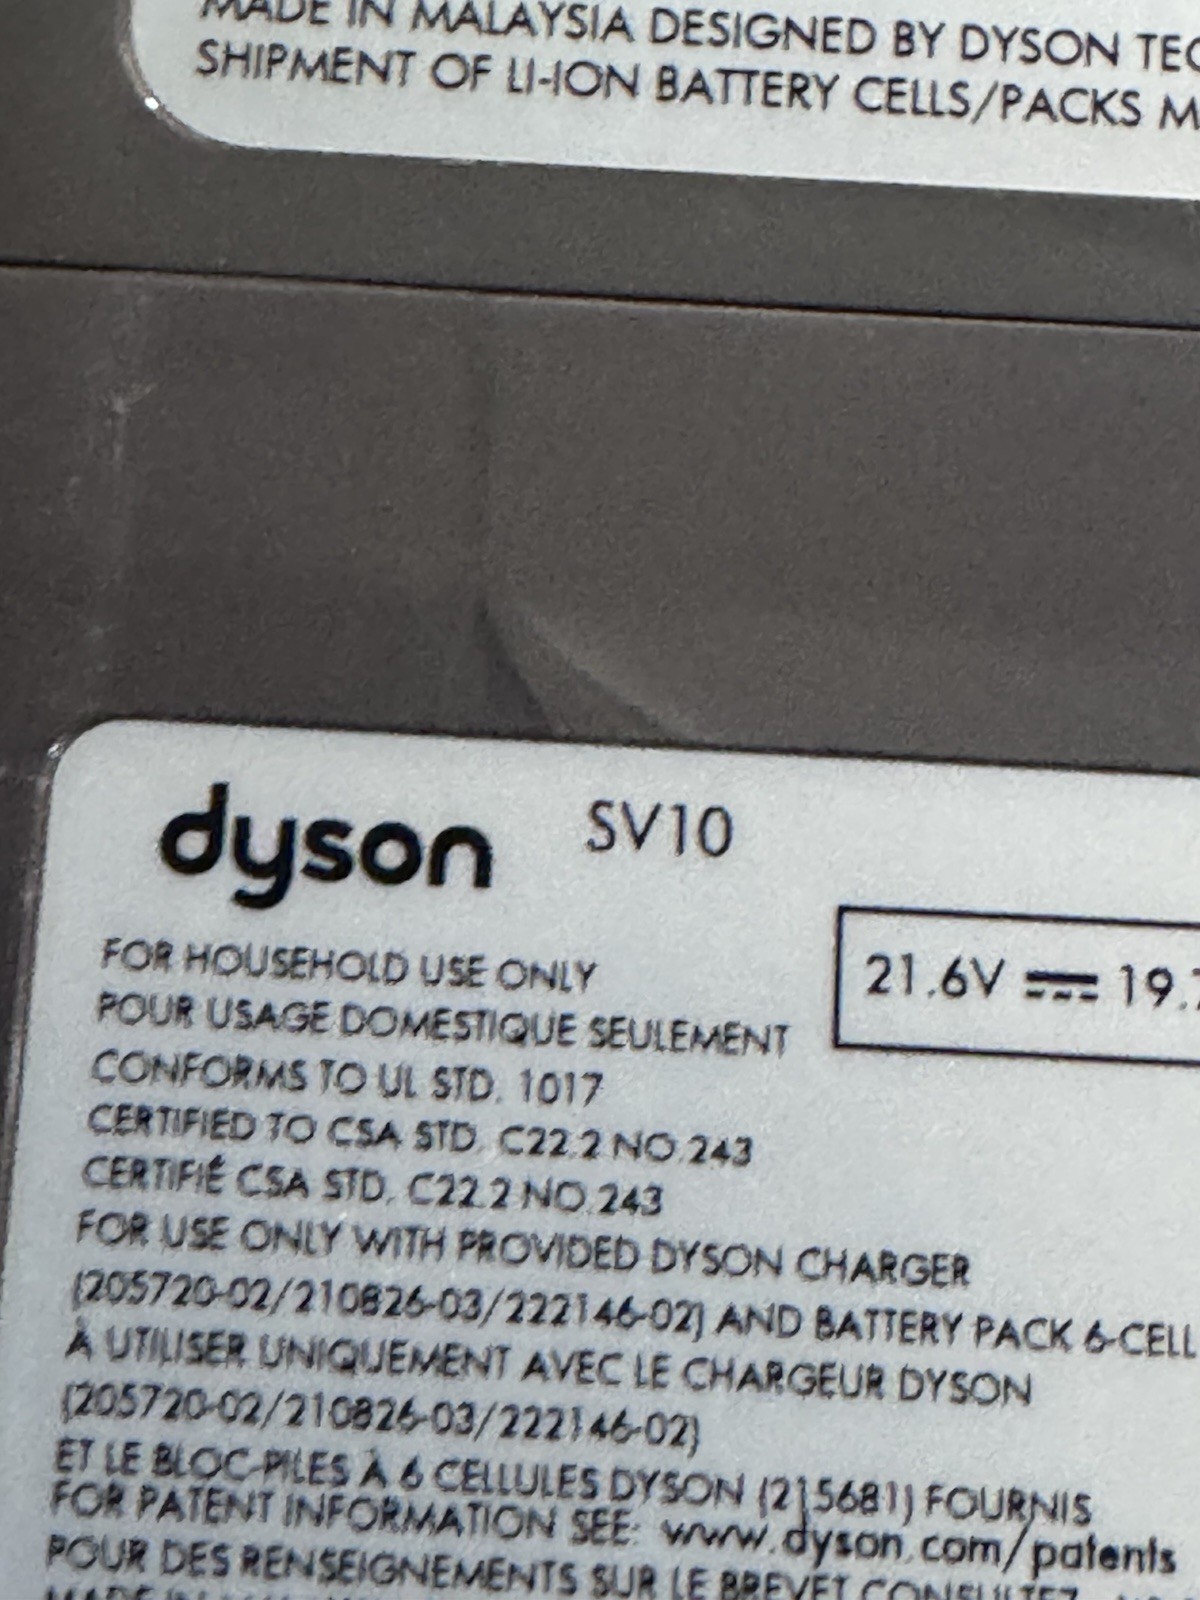 MADE IN MALAYSIA DESIGNED BY DYSON
SHIPMENT OF LI-ION BATTERY CELLS/PACKS
dyson SV10
21.6V ⎓ 19.
FOR HOUSEHOLD USE ONLY
POUR USAGE DOMESTIQUE SEULEMENT
CONFORMS TO UL STD. 1017
CERTIFIED TO CSA STD. C22.2 NO.243
CERTIFIÉ CSA STD. C22.2 NO.243
FOR USE ONLY WITH PROVIDED DYSON CHARGER
(205720-02/210826-03/222146-02) AND BATTERY PACK 6-CELL
À UTILISER UNIQUEMENT AVEC LE CHARGEUR DYSON
(205720-02/210826-03/222146-02)
ET LE BLOC-PILES À 6 CELLULES DYSON (215681) FOURNIS
FOR PATENT INFORMATION SEE: www.dyson.com/patents
POUR DES RENSEIGNEMENTS SUR LE BREVET CONSULTEZ